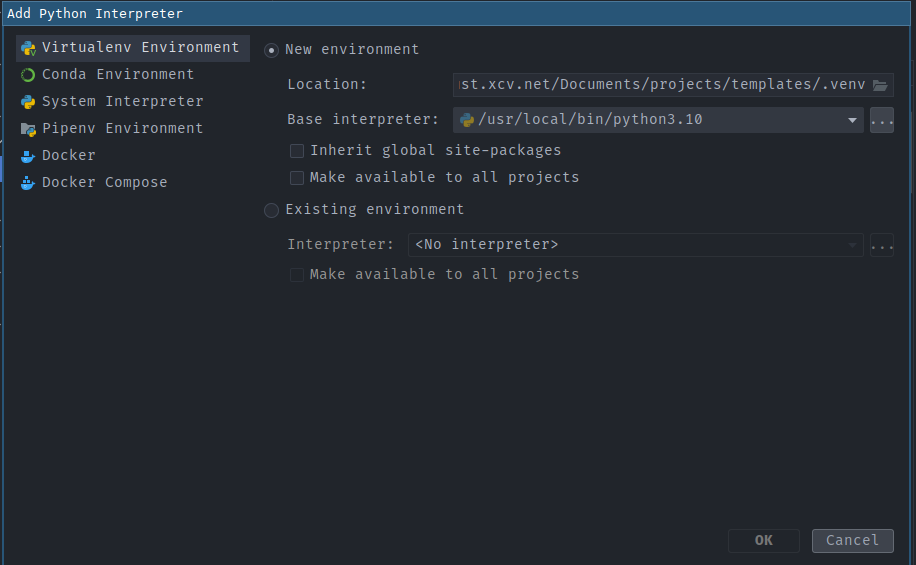 Add Python Interpreter
Virtualenv Environment
Conda Environment
System Interpreter
Pipenv Environment
Docker
Docker Compose
New environment
Location: st.xcv.net/Documents/projects/templates/.venv
Base interpreter: /usr/local/bin/python3.10 ...
Inherit global site-packages
Make available to all projects
Existing environment
Interpreter: <No interpreter> ...
Make available to all projects
OK Cancel